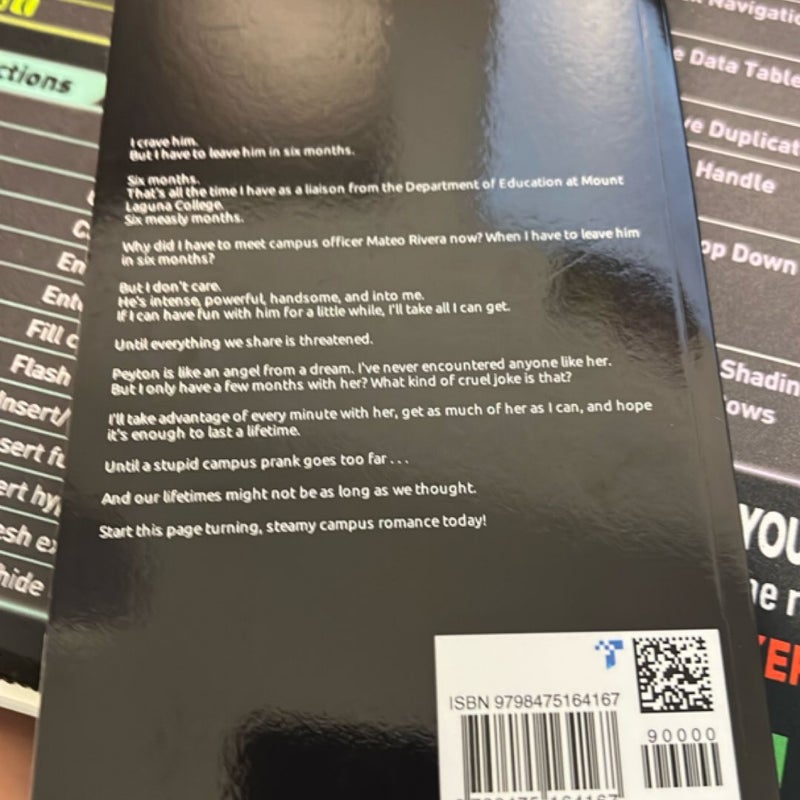 ctions
En
Ent
Fill c
Flash
Insert/
sert fu
ert hy
esh e
hide
I crave him.
But I have to leave him in six months.
Six months.
That's all the time I have as a liaison from the Department of Education at Mount
Laguna College.
Six measly months.
Why did I have to meet campus officer Mateo Rivera now? When I have to leave him
in six months?
But I don't care.
He's intense, powerful, handsome, and into me.
If I can have fun with him for a little while, I'll take all I can get.
Until everything we share is threatened.
Peyton is like an angel from a dream. I've never encountered anyone like her.
But I only have a few months with her? What kind of cruel joke is that?
I'll take advantage of every minute with her, get as much of her as I can, and hope
it's enough to last a lifetime.
Until a stupid campus prank goes too far . . .
And our lifetimes might not be as long as we thought.
Start this page turning, steamy campus romance today!
ISBN 9798475164167
90000
Navigatio
e Data Table
ve Duplicat
Handle
op Down
Shadin
ows
YOU
he r